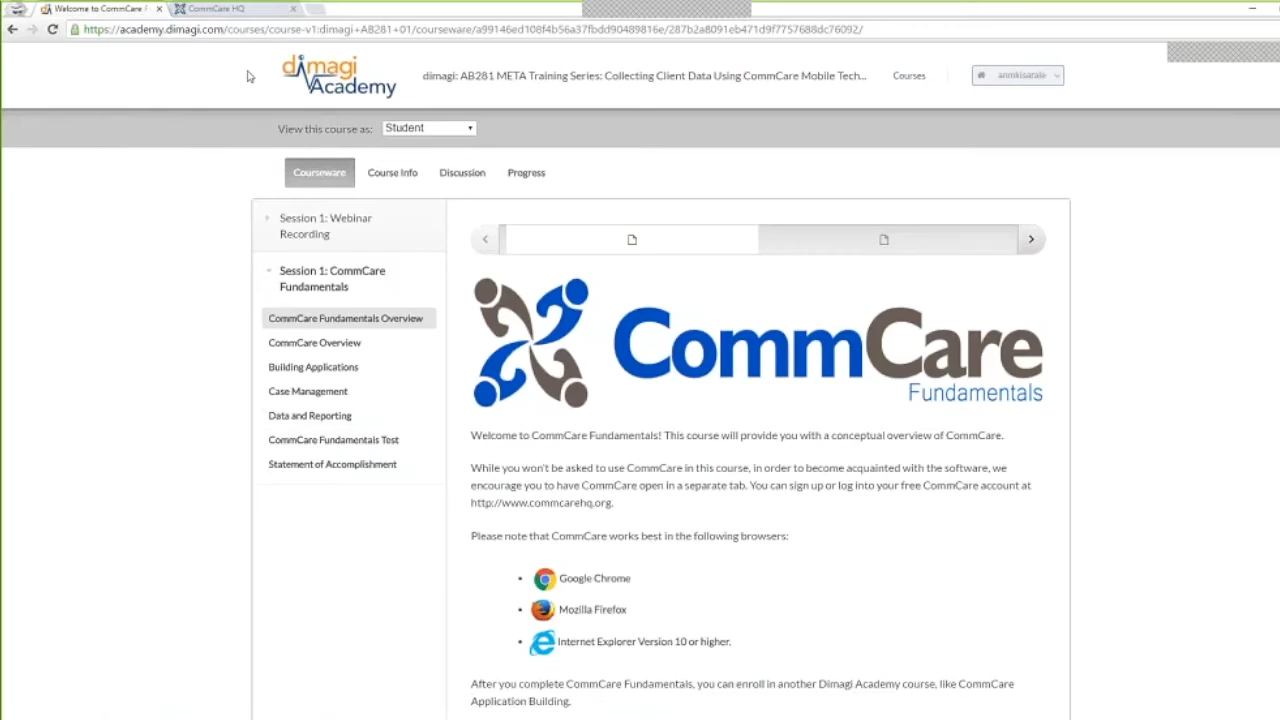 Welcome to CommCare F
CommCare HQ
https://academy.dimagi.com/courses/course-v1:dimagi+AB281+01/courseware/a99146ed108f4b56a37fbdd90489816e/287b2a8091eb471d9f7757688dc76092/
dimagi Academy
dimagi: AB281 META Training Series: Collecting Client Data Using CommCare Mobile Tech...
Courses
anmkisarale
View this course as:
Student
Courseware
Course Info
Discussion
Progress
Session 1: Webinar
Recording
Session 1: CommCare
Fundamentals
CommCare Fundamentals Overview
CommCare Overview
Building Applications
Case Management
Data and Reporting
CommCare Fundamentals Test
Statement of Accomplishment
CommCare
Fundamentals
Welcome to CommCare Fundamentals! This course will provide you with a conceptual overview of CommCare.
While you won't be asked to use CommCare in this course, in order to become acquainted with the software, we
encourage you to have CommCare open in a separate tab. You can sign up or log into your free CommCare account at
http://www.commcarehq.org.
Please note that CommCare works best in the following browsers:
• Google Chrome
• Mozilla Firefox
• Internet Explorer Version 10 or higher.
After you complete CommCare Fundamentals, you can enroll in another Dimagi Academy course, like CommCare
Application Building.